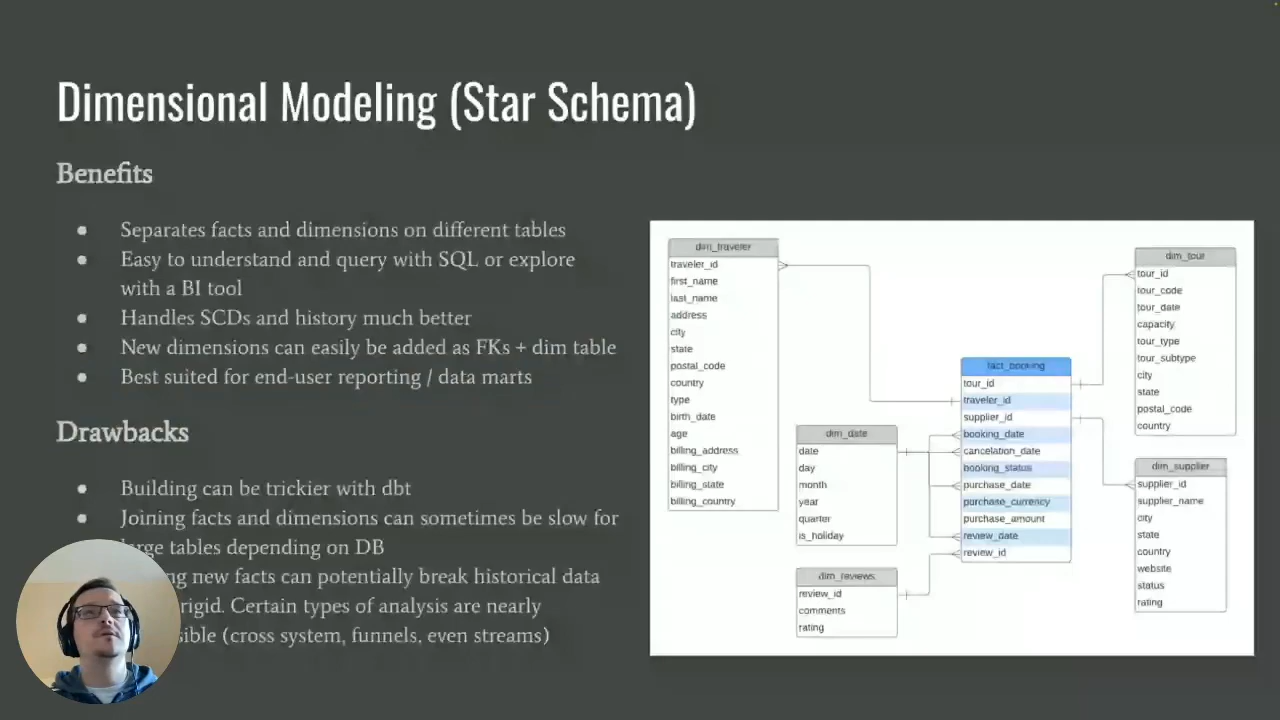 Dimensional Modeling (Star Schema)
Benefits
Separates facts and dimensions on different tables
Easy to understand and query with SQL or explore
with a BI tool
Handles SCDs and history much better
New dimensions can easily be added as FKs + dim table
Best suited for end-user reporting / data marts
Drawbacks
Building can be trickier with dbt
Joining facts and dimensions can sometimes be slow for
tables depending on DB
new facts can potentially break historical data
rigid. Certain types of analysis are nearly
(cross system, funnels, even streams)
dim_traveler
traveler_id
first_name
last_name
address
city
state
postal_code
country
type
birth_date
age
billing_address
billing_city
billing_state
billing_country
dim_date
date
day
month
year
quarter
is_holiday
dim_reviews
review_id
comments
rating
fact_booking
tour_id
traveler_id
supplier_id
booking_date
cancelation_date
booking_status
purchase_date
purchase_currency
purchase_amount
review_date
review_id
dim_tour
tour_id
tour_code
tour_date
capacity
tour_type
tour_subtype
city
state
postal_code
country
dim_supplier
supplier_id
supplier_name
city
state
country
website
status
rating